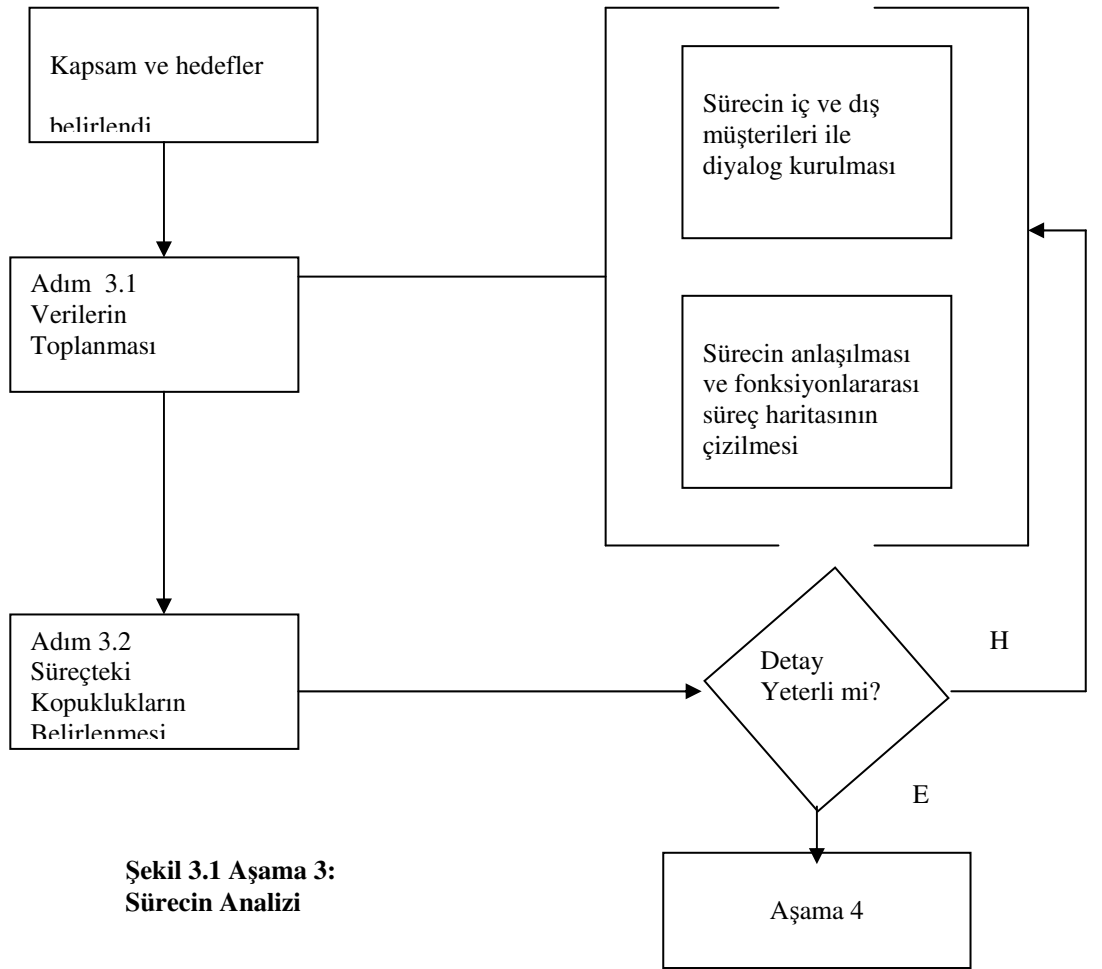 Kapsam ve hedefler
belirlendi
Sürecin iç ve dış
müşterileri ile
diyalog kurulması
Adım 3.1
Verilerin
Toplanması
Sürecin anlaşılması
ve fonksiyonlararası
süreç haritasının
çizilmesi
Adım 3.2
Süreçteki
Kopuklukların
Belirlenmesi
Detay
Yeterli mi?
H
E
Şekil 3.1 Aşama 3:
Sürecin Analizi
Aşama 4